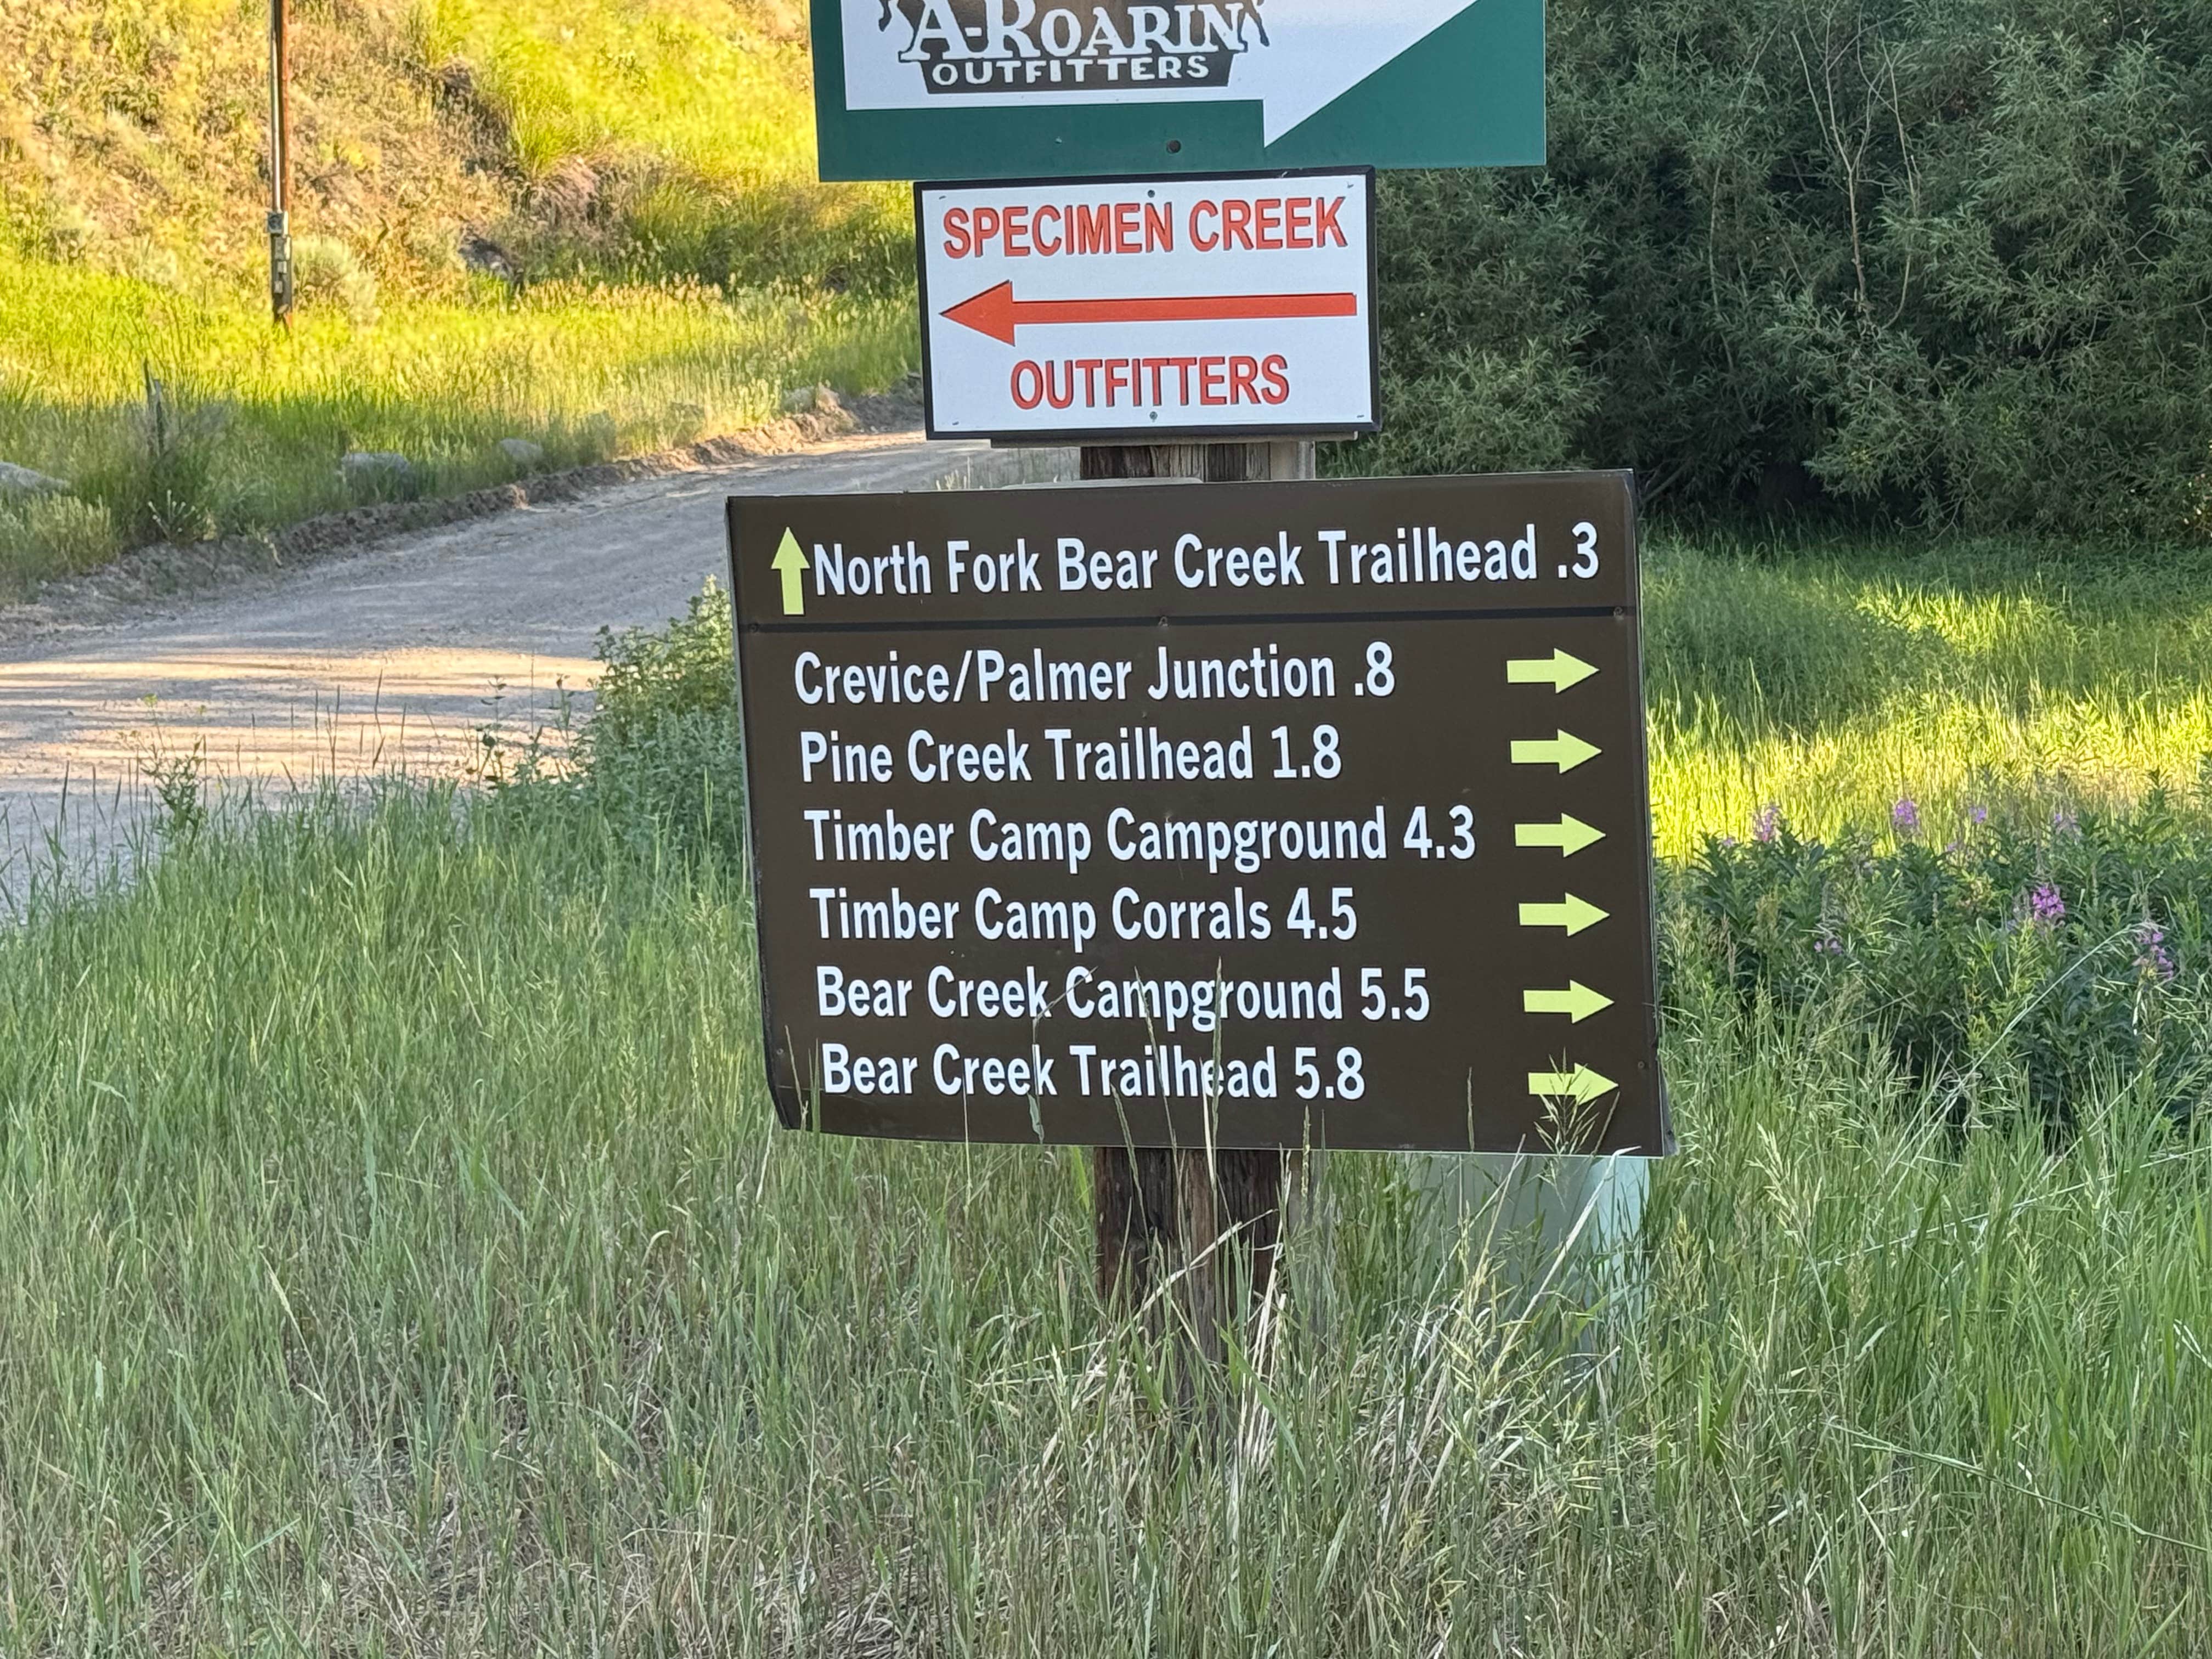 A-ROARIN'
OUTFITTERS
SPECIMEN CREEK
OUTFITTERS
North Fork Bear Creek Trailhead .3
Crevice/Palmer Junction .8
Pine Creek Trailhead 1.8
Timber Camp Campground 4.3
Timber Camp Corrals 4.5
Bear Creek Campground 5.5
Bear Creek Trailhead 5.8